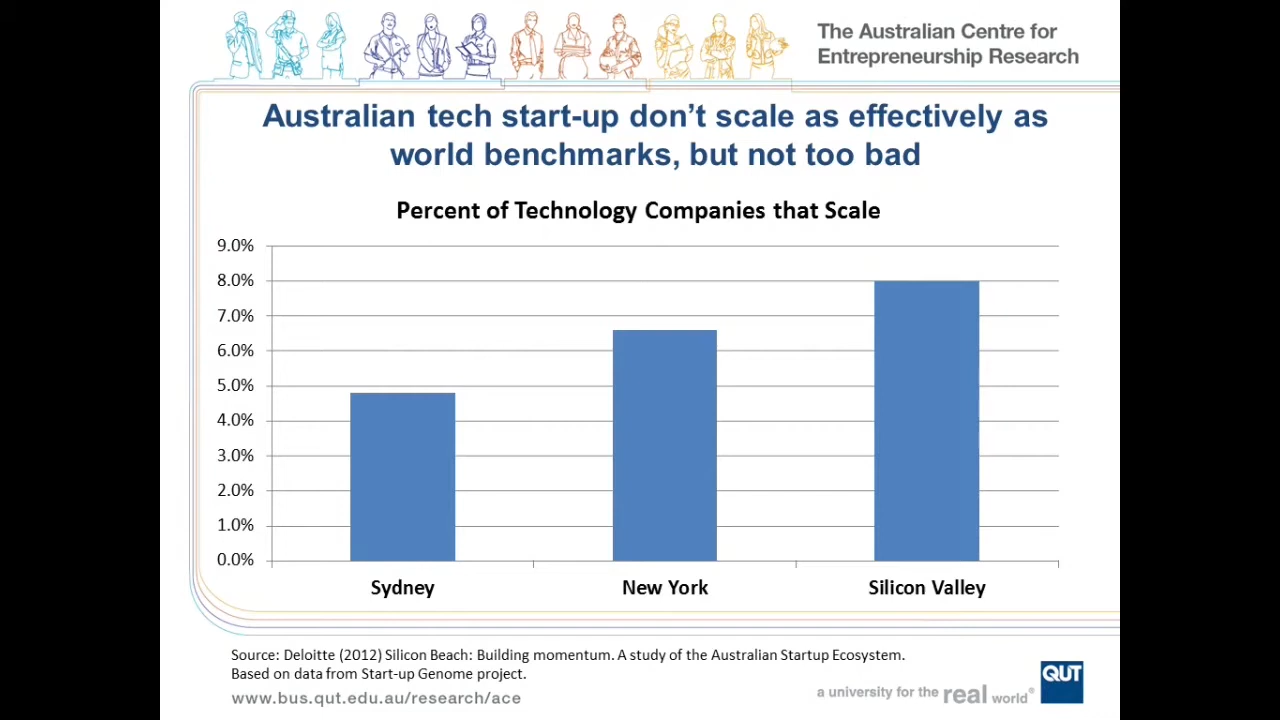 The Australian Centre for
Entrepreneurship Research
Australian tech start-up don't scale as effectively as
world benchmarks, but not too bad
Percent of Technology Companies that Scale
9.0%
8.0%
7.0%
6.0%
5.0%
4.0%
3.0%
2.0%
1.0%
0.0%
Sydney New York Silicon Valley
Source: Deloitte (2012) Silicon Beach: Building momentum. A study of the Australian Startup Ecosystem.
Based on data from Start-up Genome project.
www.bus.qut.edu.au/research/ace
a university for the real world®
QUT